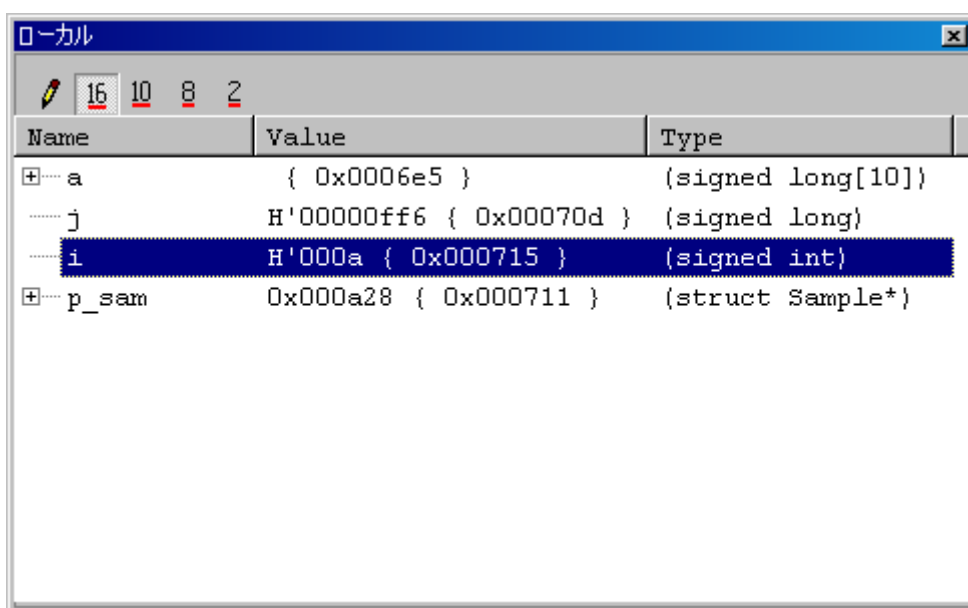 ローカル
16 10 8 2
Name Value Type
a { 0x0006e5 } (signed long[10])
j H'00000ff6 { 0x00070d } (signed long)
i H'000a { 0x000715 } (signed int)
p_sam 0x000a28 { 0x000711 } (struct Sample*)